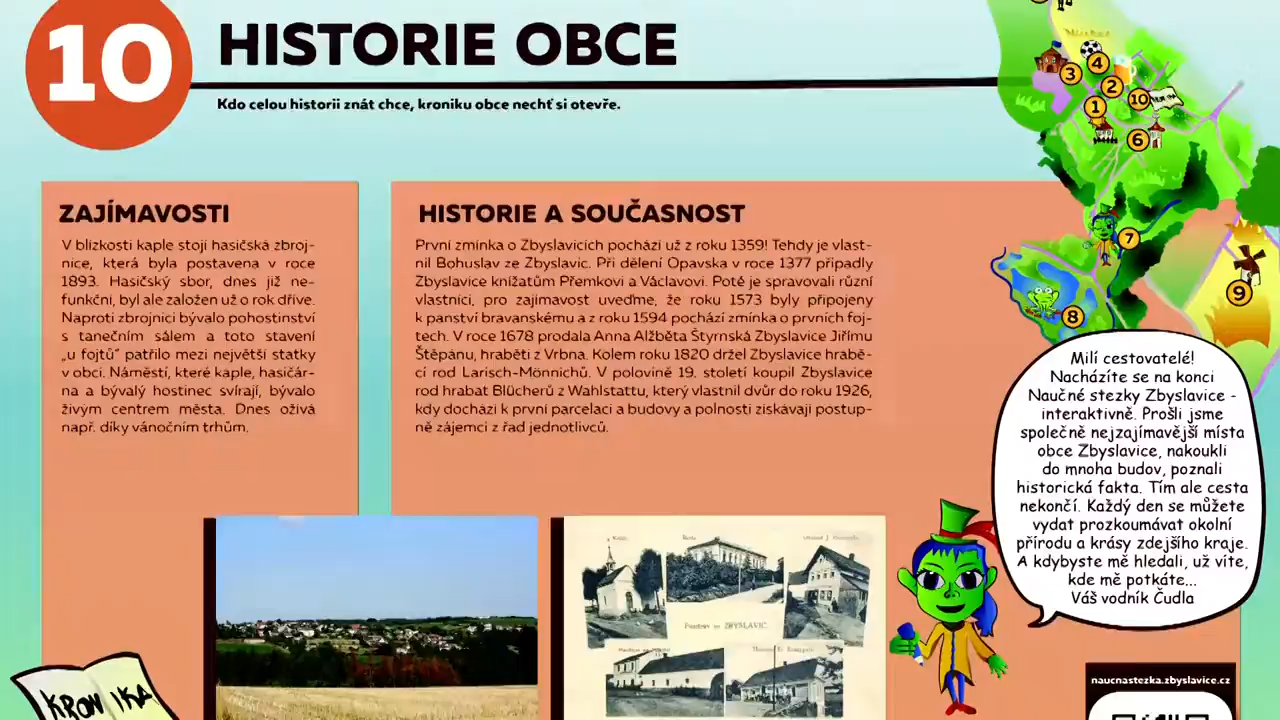 10
HISTORIE OBCE
Kdo celou historii znát chce, kroniku obce nechť si otevře.
ZAJÍMAVOSTI
V blízkosti kaple stojí hasičská zbroj-
nice, která byla postavena v roce
1893. Hasičský sbor, dnes již ne-
funkční, byl ale založen už o rok dříve.
Naproti zbrojnici bývalo pohostinství
s tanečním sálem a toto stavení
„u fojtů“ patřilo mezi největší statky
v obci. Náměstí, které kaple, hasičár-
na a bývalý hostinec svírají, bývalo
živým centrem města. Dnes ožívá
např. díky vánočním trhům.
HISTORIE A SOUČASNOST
První zmínka o Zbyslavicích pochází už z roku 1359! Tehdy je vlast-
nil Bohuslav ze Zbyslavic. Při dělení Opavska v roce 1377 připadly
Zbyslavice knížatům Přemkovi a Václavovi. Poté je spravovali různí
vlastníci, pro zajímavost uveďme, že roku 1573 byly připojeny
k panství bravanskému a z roku 1594 pochází zmínka o prvních foj-
tech. V roce 1678 prodala Anna Alžběta Štyrnská Zbyslavice Jiřímu
Štěpánu, hraběti z Vrbna. Kolem roku 1820 držel Zbyslavice hrabě-
cí rod Larisch-Mönnichů. V polovině 19. století koupil Zbyslavice
rod hrabat Blücherů z Wahlstattu, který vlastnil dvůr do roku 1926,
kdy dochází k první parcelaci a budovy a polnosti získávají postup-
ně zájemci z řad jednotlivců.
3
4
2
1
10
6
7
8
9
Milí cestovatelé!
Nacházíte se na konci
Naučné stezky Zbyslavice -
interaktivně. Prošli jsme
společně nejzajímavější místa
obce Zbyslavice, nakoukli
do mnoha budov, poznali
historická fakta. Tím ale cesta
nekončí. Každý den se můžete
vydat prozkoumávat okolní
přírodu a krásy zdejšího kraje.
A kdybyste mě hledali, už víte,
kde mě potkáte...
Váš vodník Čudla
Škola
Pozdrav ze ZBYSLAVIC.
KRONIKA
naucnastezka.zbyslavice.cz